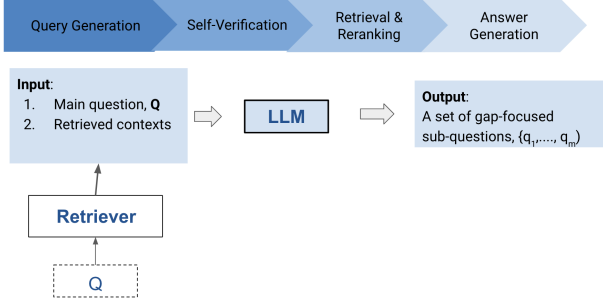 Query Generation
Self-Verification
Retrieval &
Reranking
Answer
Generation
Input:
1. Main question, Q
2. Retrieved contexts
LLM
Output:
A set of gap-focused
sub-questions, {q1,...., qm)
Retriever
Q